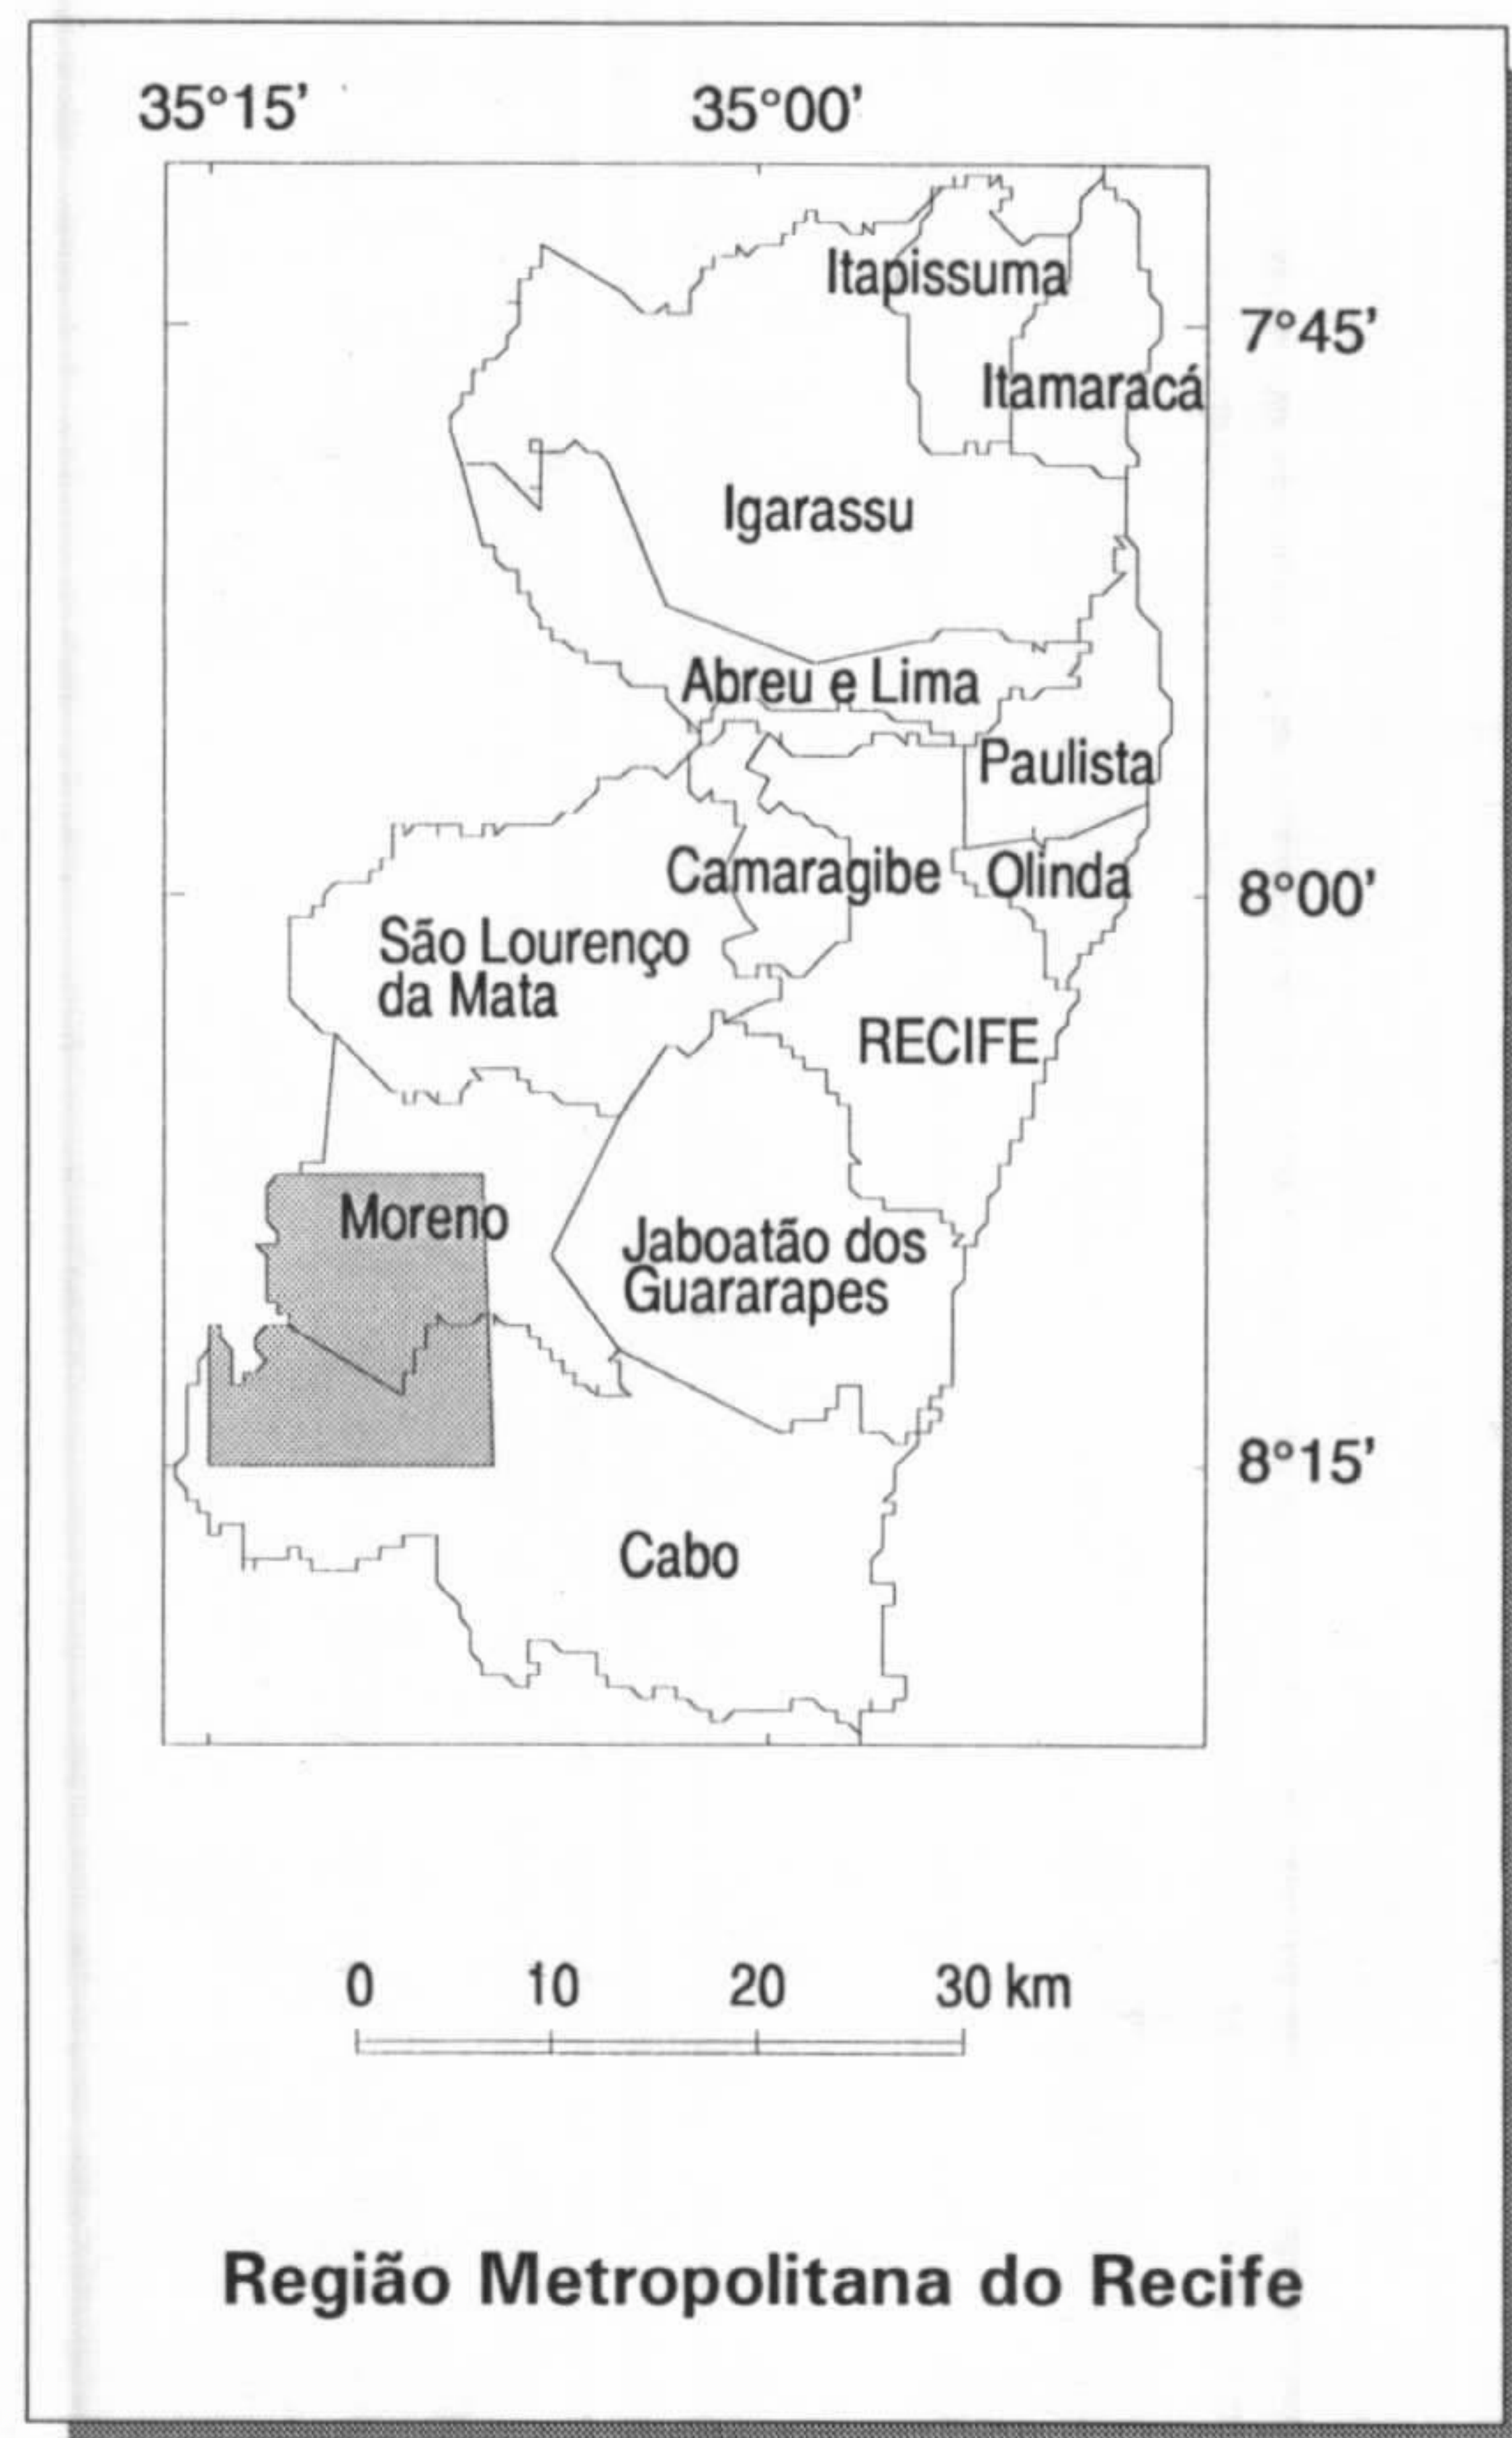 35°15' 35°00'
Itapissuma
7°45'
Itamaracá
Igarassu
Abreu e Lima
Paulista
Camaragibe
Olinda
8°00'
São Lourenço
da Mata
RECIFE
Moreno
Jaboatão dos
Guararapes
8°15'
Cabo
0 10 20 30 km
Região Metropolitana do Recife